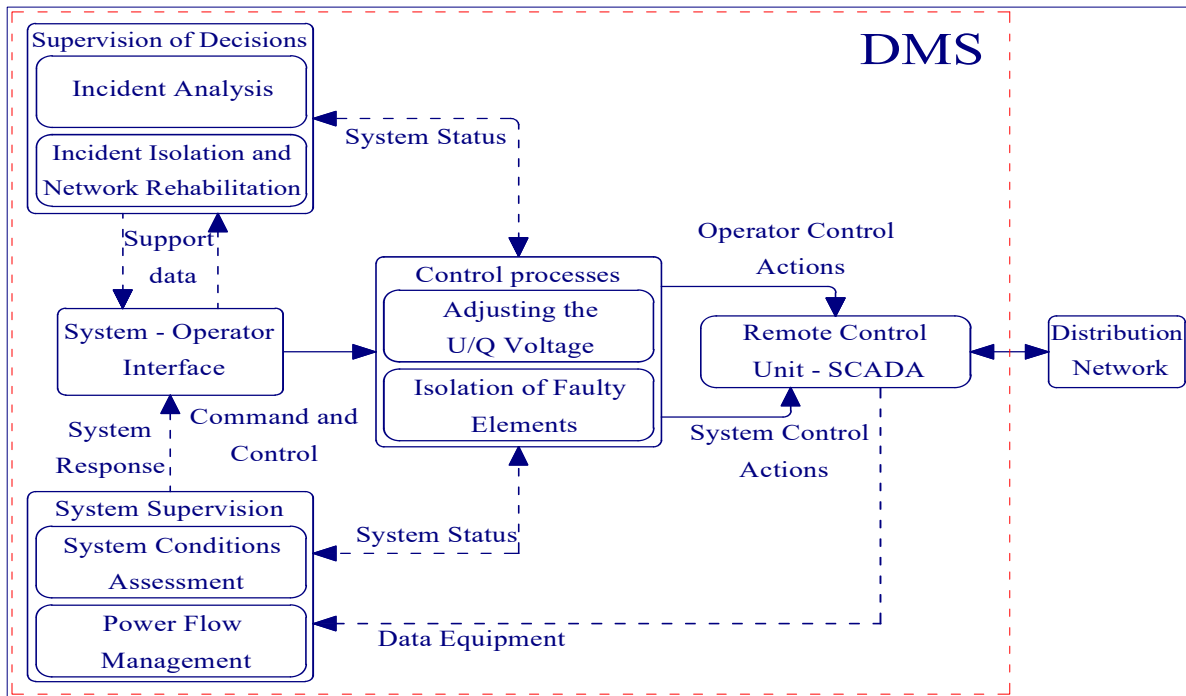 DMS
Supervision of Decisions
Incident Analysis
Incident Isolation and
Network Rehabilitation
System Status
Support
data
Operator Control
Actions
Control processes
Adjusting the
U/Q Voltage
Isolation of Faulty
Elements
System - Operator
Interface
Remote Control
Unit - SCADA
Distribution
Network
System
Response
Command and
Control
System Control
Actions
System Supervision
System Conditions
Assessment
Power Flow
Management
System Status
Data Equipment